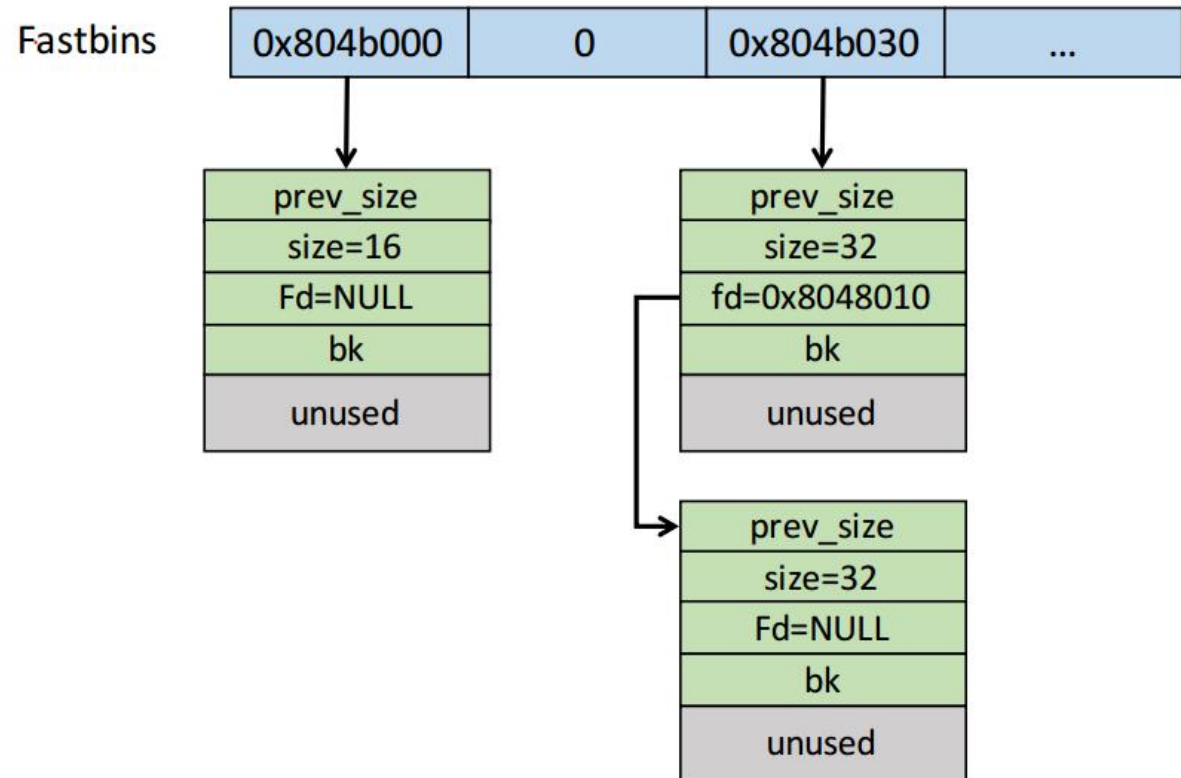 Fastbins 0x804b000 0 0x804b030 ...
prev_size
size=16
Fd=NULL
bk
unused
prev_size
size=32
fd=0x8048010
bk
unused
prev_size
size=32
Fd=NULL
bk
unused